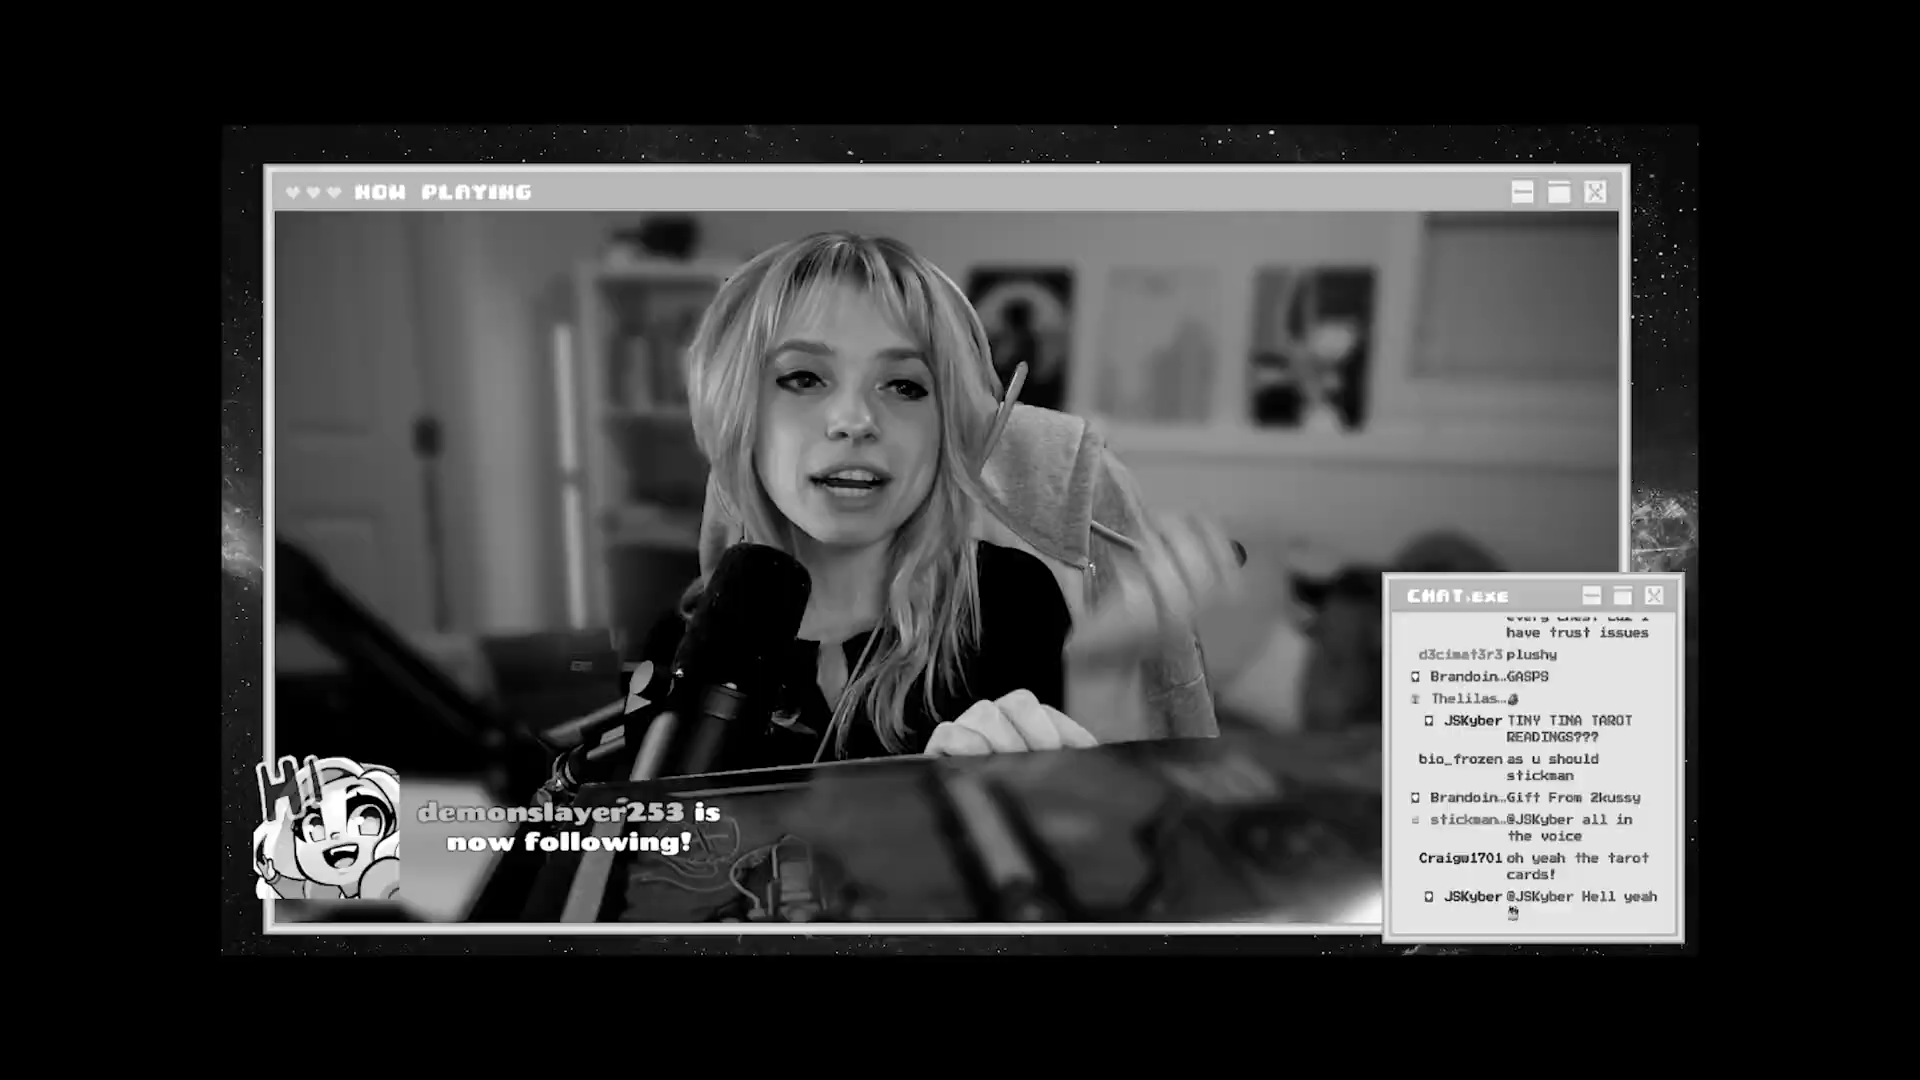 NOW PLAYING
Hi!
demonslayer253 is
now following!
CHAT.EXE
have trust issues
d3cimat3r3 plushy
Brandoin… GASPS
Thelilas…
JSKyber TINY TINA TAROT
READINGS???
bio_frozen as u should
stickman
Brandoin… Gift From 2kussy
stickman… @JSKyber all in
the voice
Craigw1701 oh yeah the tarot
cards!
JSKyber @JSKyber Hell yeah